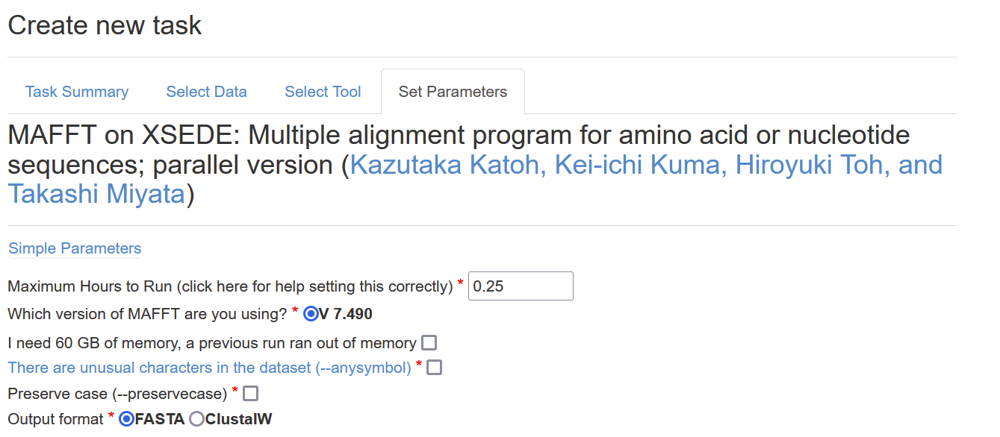 Create new task
Task Summary Select Data Select Tool Set Parameters
MAFFT on XSEDE: Multiple alignment program for amino acid or nucleotide
sequences; parallel version (Kazutaka Katoh, Kei-ichi Kuma, Hiroyuki Toh, and
Takashi Miyata)
Simple Parameters
Maximum Hours to Run (click here for help setting this correctly) * 0.25
Which version of MAFFT are you using? * V 7.490
I need 60 GB of memory, a previous run ran out of memory
There are unusual characters in the dataset (--anysymbol) *
Preserve case (--preservecase) *
Output format * FASTA ClustalW